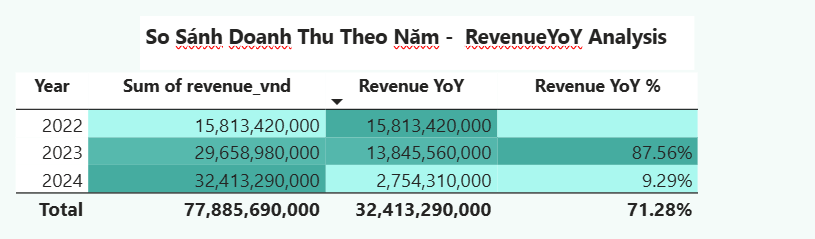 So Sánh Doanh Thu Theo Năm - RevenueYoY Analysis
Year Sum of revenue_vnd Revenue YoY Revenue YoY %
2022 15,813,420,000 15,813,420,000
2023 29,658,980,000 13,845,560,000 87.56%
2024 32,413,290,000 2,754,310,000 9.29%
Total 77,885,690,000 32,413,290,000 71.28%